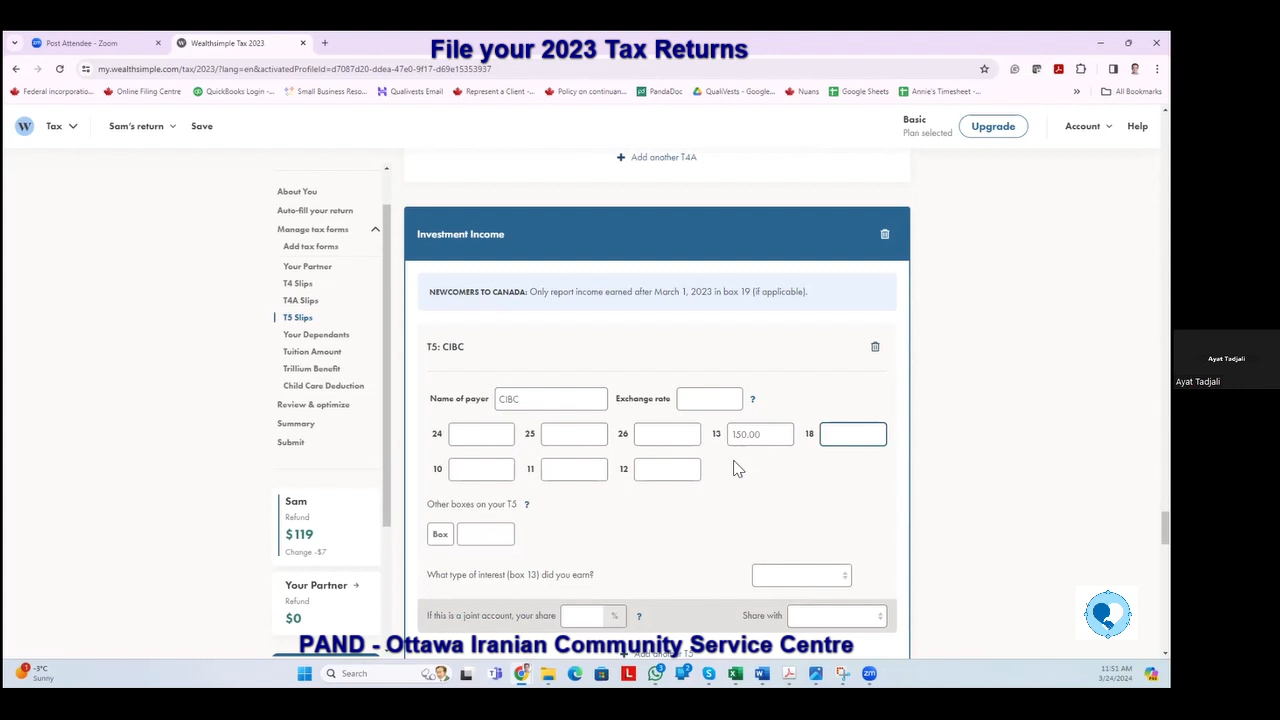 File your 2023 Tax Returns
Post Attendee - Zoom
Wealthsimple Tax 2023
my.wealthsimple.com/tax/2023/?lang=en&activatedProfileId=d7087d20-ddea-47e0-9f17-d69e15353937
Federal incorporatio... Online Filing Centre QuickBooks Login -... Small Business Reso... Qualivests Email Represent a Client -... Policy on continuan... PandaDoc QualiVests - Google... Nuans Google Sheets Annie's Timesheet -... » All Bookmarks
W Tax Sam's return Save Basic Plan selected Upgrade Account Help
+ Add another T4A
About You
Auto-fill your return
Manage tax forms
Add tax forms
Your Partner
T4 Slips
T4A Slips
T5 Slips
Your Dependants
Tuition Amount
Trillium Benefit
Child Care Deduction
Review & optimize
Summary
Submit
Sam
Refund
$119
Change -$7
Your Partner →
Refund
$0
Investment Income
NEWCOMERS TO CANADA: Only report income earned after March 1, 2023 in box 19 (if applicable).
T5: CIBC
Name of payer CIBC Exchange rate ?
24 25 26 13 150.00 18
10 11 12
Other boxes on your T5 ?
Box
What type of interest (box 13) did you earn?
If this is a joint account, your share % ? Share with
Add another T5
PAND - Ottawa Iranian Community Service Centre
Ayat Tadjali
Ayat Tadjali
-3°C
Sunny
Search
11:51 AM
3/24/2024